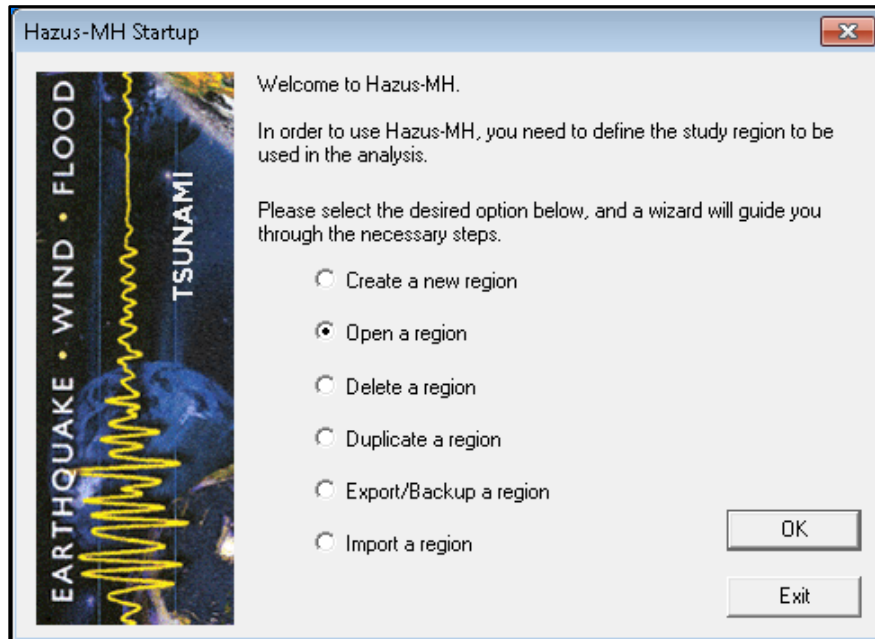 Hazus-MH Startup
EARTHQUAKE • WIND • FLOOD
TSUNAMI
Welcome to Hazus-MH.
In order to use Hazus-MH, you need to define the study region to be
used in the analysis.
Please select the desired option below, and a wizard will guide you
through the necessary steps.
Create a new region
Open a region
Delete a region
Duplicate a region
Export/Backup a region
Import a region
OK
Exit